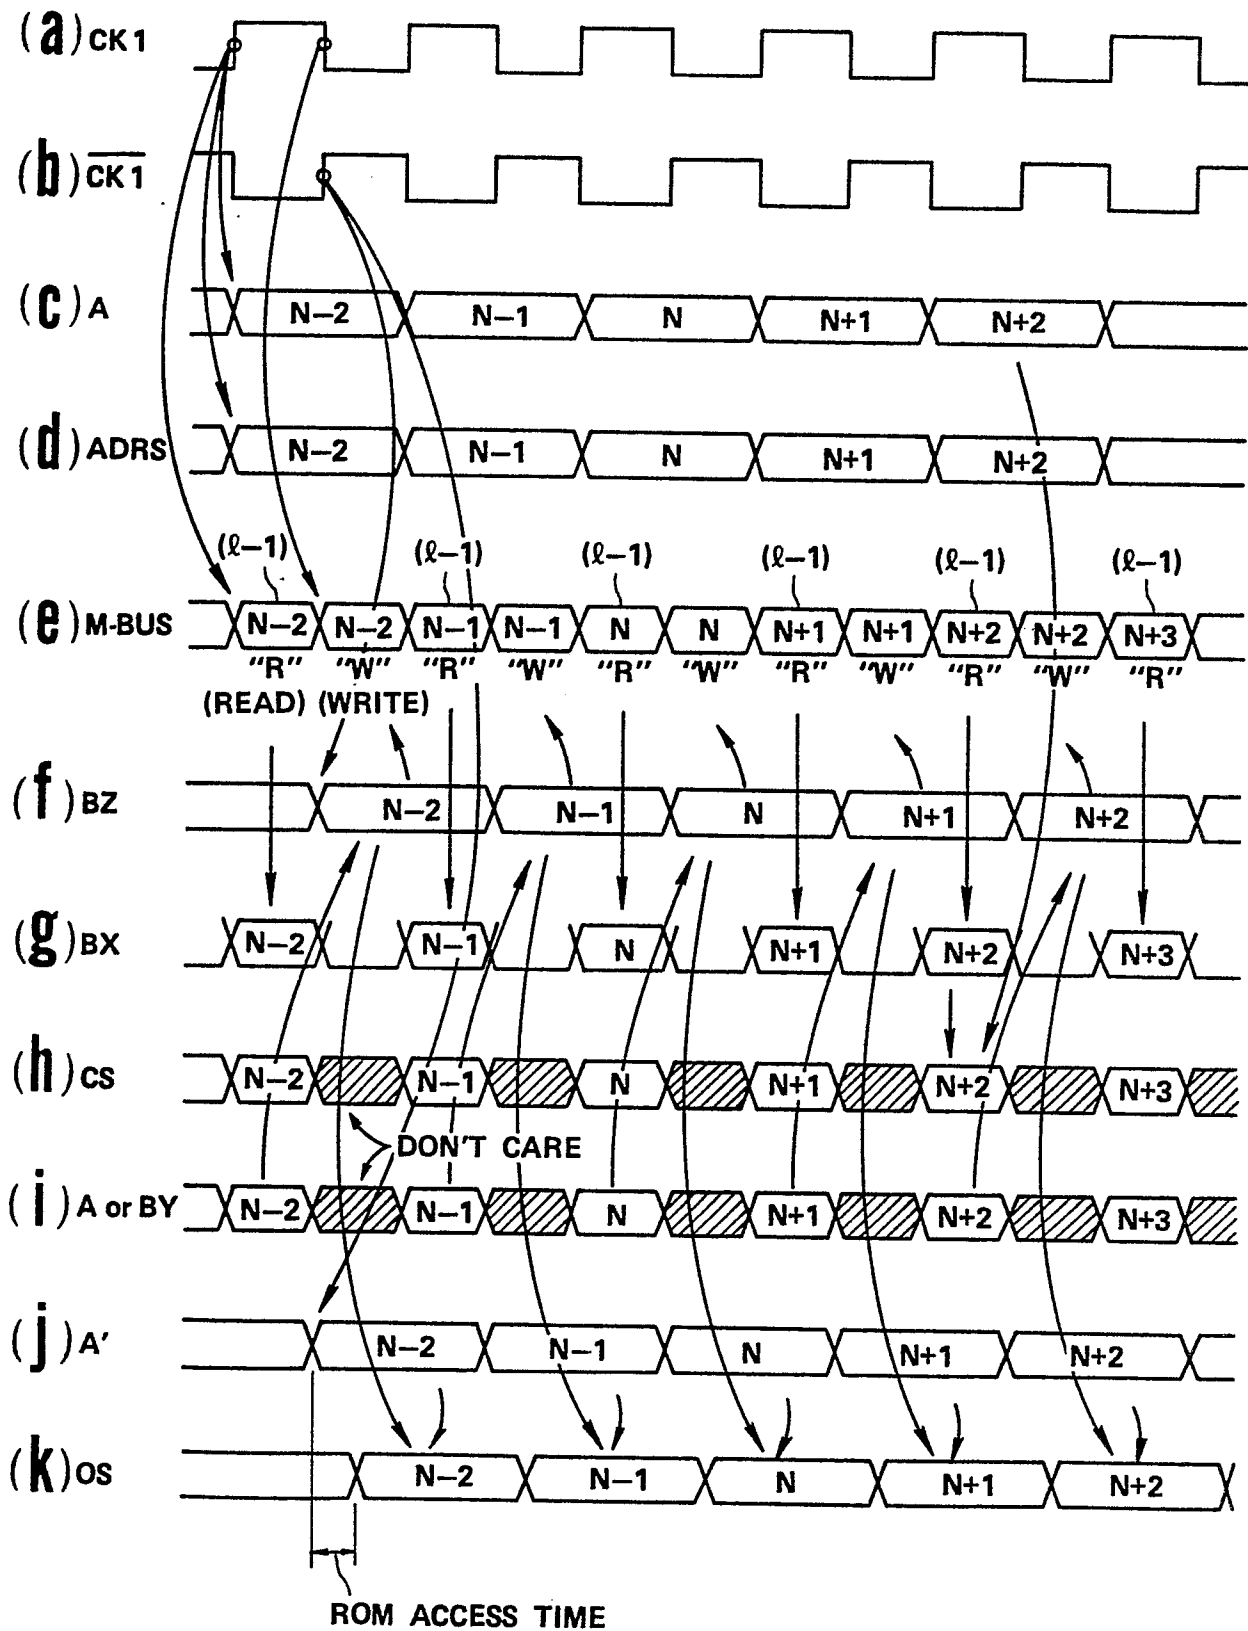 (a) CK1
(b) C̅K̅1̅
(c) A N−2 N−1 N N+1 N+2
(d) ADRS N−2 N−1 N N+1 N+2
(ℓ−1) (ℓ−1) (ℓ−1) (ℓ−1) (ℓ−1) (ℓ−1)
(e) M-BUS N−2 N−2 N−1 N−1 N N N+1 N+1 N+2 N+2 N+3
"R" "W" "R" "W" "R" "W" "R" "W" "R" "W" "R"
(READ) (WRITE)
(f) BZ N−2 N−1 N N+1 N+2
(g) BX N−2 N−1 N N+1 N+2 N+3
(h) CS N−2 N−1 N N+1 N+2 N+3
DON'T CARE
(i) A or BY N−2 N−1 N N+1 N+2 N+3
(j) A' N−2 N−1 N N+1 N+2
(k) OS N−2 N−1 N N+1 N+2
ROM ACCESS TIME